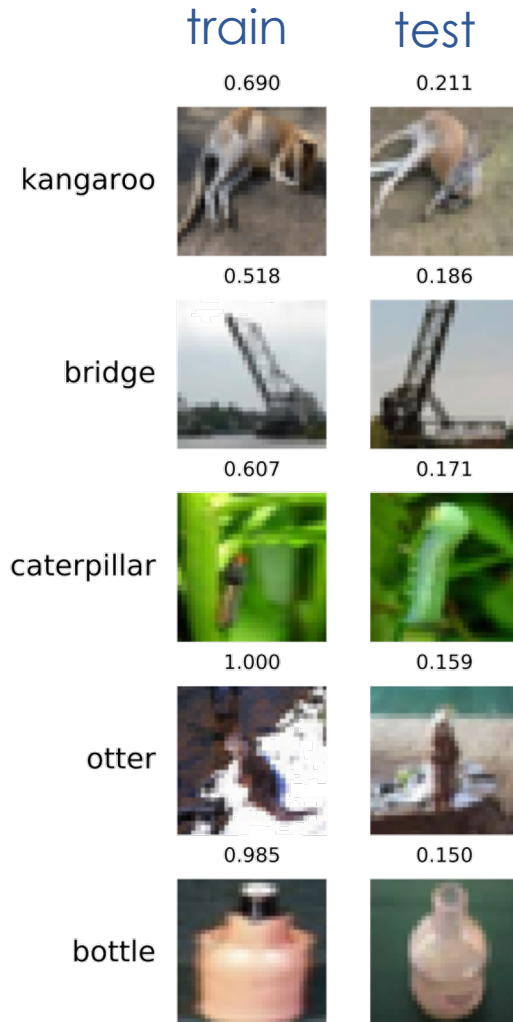 train test
0.690 0.211
kangaroo
0.518 0.186
bridge
0.607 0.171
caterpillar
1.000 0.159
otter
0.985 0.150
bottle